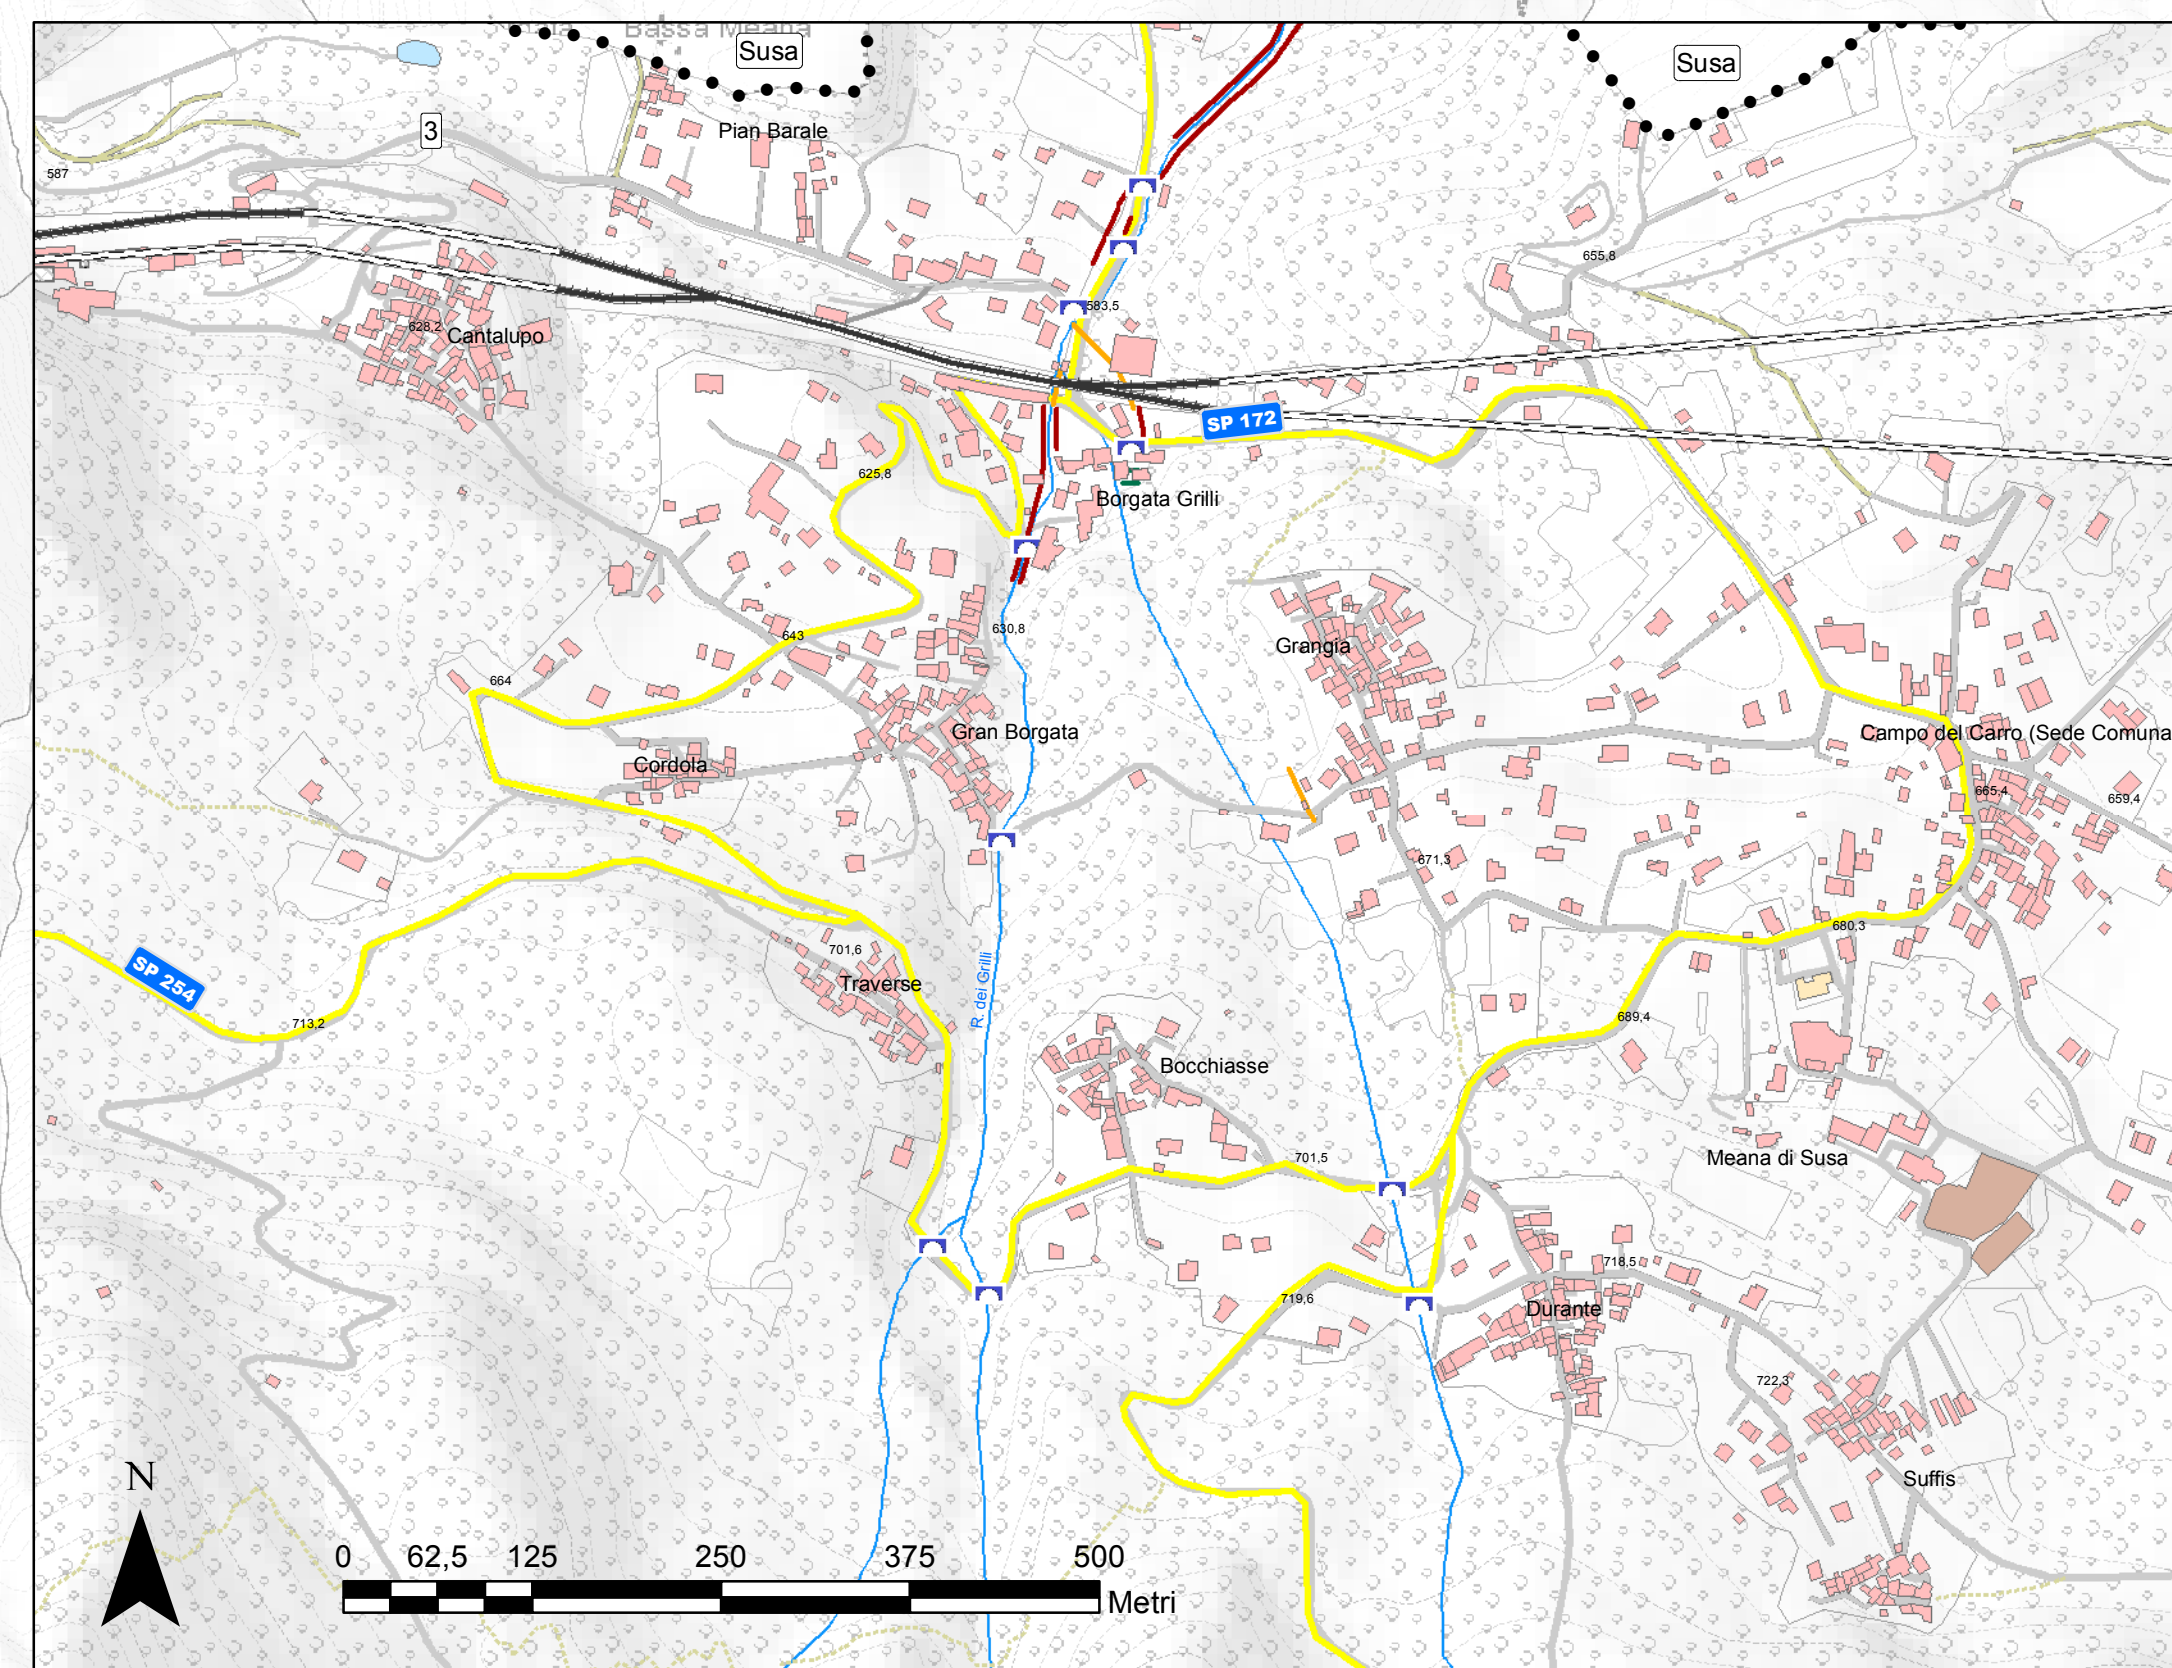 Bassa Meana
Susa
Susa
3
Pian Barale
587
655,8
583,5
628,2
Cantalupo
SP 172
625,8
Borgata Grilli
630,8
643
Grangia
664
Gran Borgata
Campo del Carro (Sede Comuna
Cordola
665,4
659,4
671,3
680,3
701,6
SP 254
Traverse
R. dei Grilli
713,2
689,4
Bocchiasse
701,5
Meana di Susa
718,5
719,6
Durante
722,3
Suffis
N
0 62,5 125 250 375 500
Metri